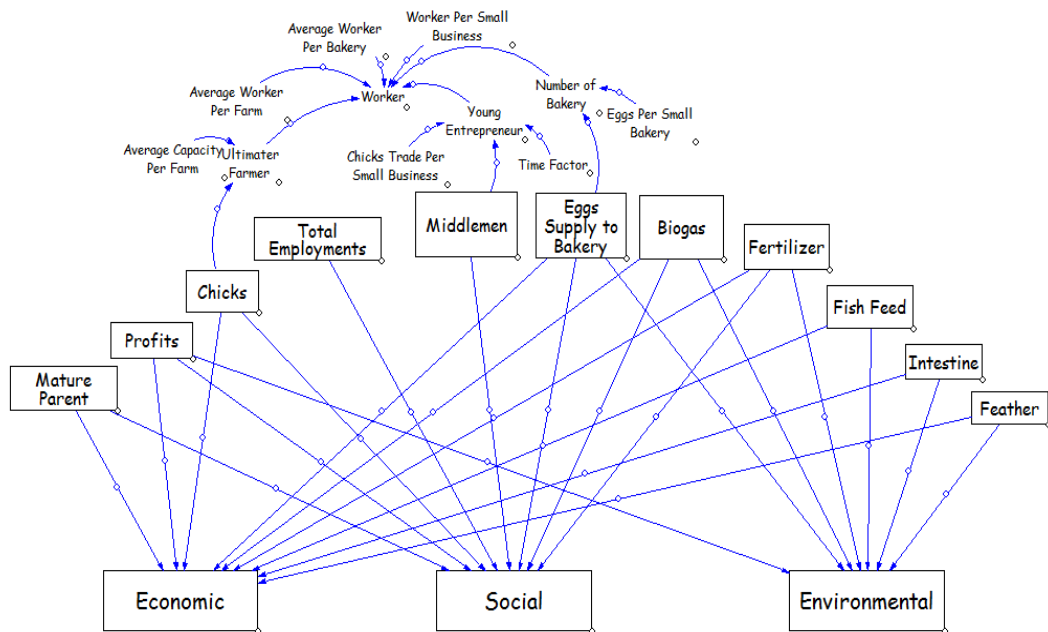 Average Worker
Per Bakery
Worker Per Small
Business
Average Worker
Per Farm
Worker
Number of
Bakery
Eggs Per Small
Bakery
Young
Entrepreneur
Average Capacity
Per Farm
Ultimater
Farmer
Chicks Trade Per
Small Business
Time Factor
Total
Employments
Middlemen
Eggs
Supply to
Bakery
Biogas
Fertilizer
Chicks
Fish Feed
Profits
Intestine
Mature
Parent
Feather
Economic
Social
Environmental